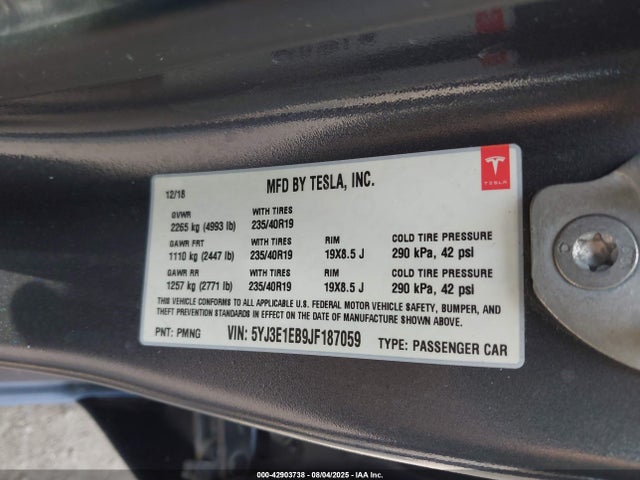 TESLA
MFD BY TESLA, INC.
12/18
GVWR WITH TIRES
2265 kg (4993 lb) 235/40R19
GAWR FRT WITH TIRES RIM COLD TIRE PRESSURE
1110 kg (2447 lb) 235/40R19 19X8.5 J 290 kPa, 42 psi
GAWR RR WITH TIRES RIM COLD TIRE PRESSURE
1257 kg (2771 lb) 235/40R19 19X8.5 J 290 kPa, 42 psi
THIS VEHICLE CONFORMS TO ALL APPLICABLE U.S. FEDERAL MOTOR VEHICLE SAFETY, BUMPER, AND
THEFT PREVENTION STANDARDS IN EFFECT ON THE DATE OF MANUFACTURE SHOWN ABOVE.
PNT: PMNG VIN: 5YJ3E1EB9JF187059 TYPE: PASSENGER CAR
000-42903738 - 08/04/2025 - IAA Inc.